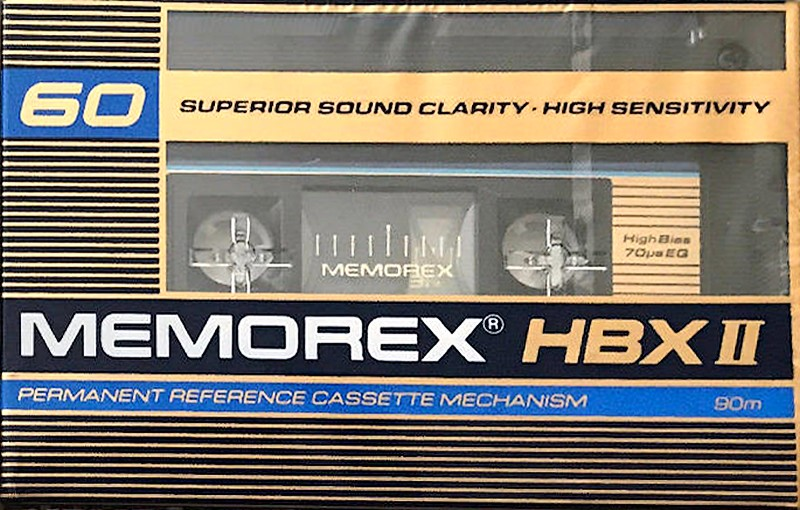 60
SUPERIOR SOUND CLARITY · HIGH SENSITIVITY
High Bias
70µs EQ
MEMOREX
MEMOREX® HBX II
PERMANENT REFERENCE CASSETTE MECHANISM 90m